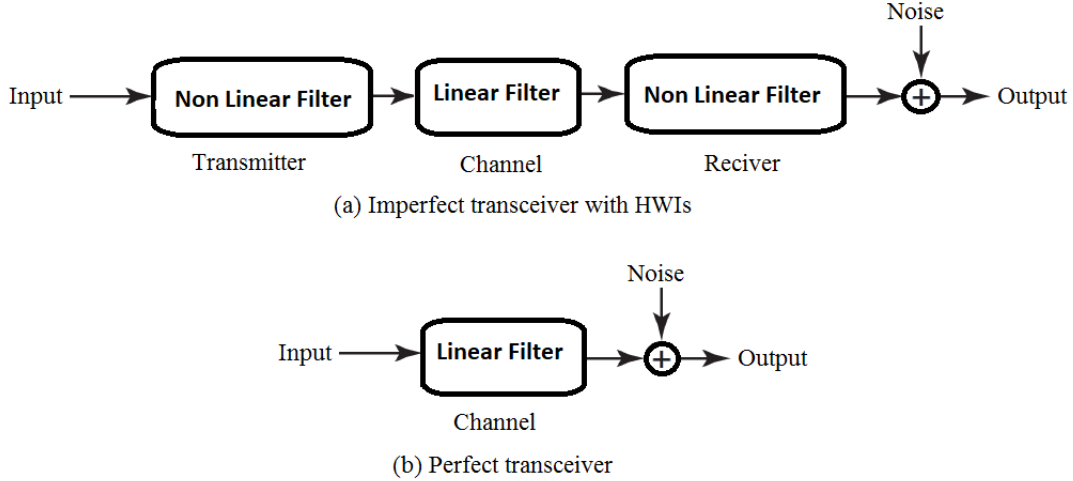 Noise
Input
Non Linear Filter
Linear Filter
Non Linear Filter
+
Output
Transmitter
Channel
Reciver
(a) Imperfect transceiver with HWIs
Noise
Input
Linear Filter
+
Output
Channel
(b) Perfect transceiver